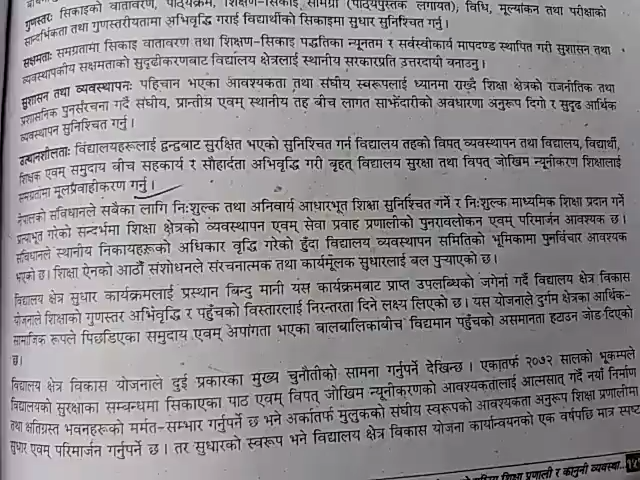 गुणस्तरः सिकाइको वातावरण, पाठ्यक्रम, शिक्षण-सिकाइ सामग्री (पाठ्यपुस्तक लगायत), विधि, मूल्यांकन तथा परीक्षाको
सान्दर्भिकता तथा गुणस्तरीयतामा अभिवृद्धि गराई विद्यार्थीको सिकाइमा सुधार सुनिश्चित गर्नु।
सक्षमताः समग्रतामा सिकाइ वातावरण तथा शिक्षण-सिकाइ पद्धतिका न्यूनतम र सर्वस्वीकार्य मापदण्ड स्थापित गरी सुशासन तथा
व्यवस्थापकीय सक्षमताको सुदृढीकरणबाट विद्यालय क्षेत्रलाई स्थानीय सरकारप्रति उत्तरदायी बनाउनु।
सुशासन तथा व्यवस्थापनः पहिचान भएका आवश्यकता तथा संघीय स्वरूपलाई ध्यानमा राख्दै शिक्षा क्षेत्रको राजनीतिक तथा
प्रशासनिक पुनर्संरचना गर्दै संघीय, प्रान्तीय एवम् स्थानीय तह बीच लागत साझेदारीको अवधारणा अनुरूप दिगो र सुदृढ आर्थिक
व्यवस्थापन सुनिश्चित गर्नु।
उत्थानशीलताः विद्यालयहरूलाई द्वन्द्वबाट सुरक्षित भएको सुनिश्चित गर्न विद्यालय तहको विपत् व्यवस्थापन तथा विद्यालय, विद्यार्थी,
शिक्षक एवम् समुदाय बीच सहकार्य र सौहार्दता अभिवृद्धि गरी बृहत् विद्यालय सुरक्षा तथा विपत् जोखिम न्यूनीकरण शिक्षालाई
समग्रतामा मूलप्रवाहीकरण गर्नु।
नेपालको संविधानले सबैका लागि निःशुल्क तथा अनिवार्य आधारभूत शिक्षा सुनिश्चित गर्ने र निःशुल्क माध्यमिक शिक्षा प्रदान गर्ने
प्रत्याभूत गरेको सन्दर्भमा शिक्षा क्षेत्रको व्यवस्थापन एवम् सेवा प्रवाह प्रणालीको पुनरावलोकन एवम् परिमार्जन आवश्यक छ।
संविधानले स्थानीय निकायहरूको अधिकार वृद्धि गरेको हुँदा विद्यालय व्यवस्थापन समितिको भूमिकामा पुनर्विचार आवश्यक
भएको छ। शिक्षा ऐनको आठौँ संशोधनले संरचनात्मक तथा कार्यमूलक सुधारलाई बल पुऱ्याएको छ।
विद्यालय क्षेत्र सुधार कार्यक्रमलाई प्रस्थान बिन्दु मानी यस कार्यक्रमबाट प्राप्त उपलब्धिको जगेर्ना गर्दै विद्यालय क्षेत्र विकास
योजनाले शिक्षाको गुणस्तर अभिवृद्धि र पहुँचको विस्तारलाई निरन्तरता दिने लक्ष्य लिएको छ। यस योजनाले दुर्गम क्षेत्रका आर्थिक-
सामाजिक रूपले पिछडिएका समुदाय एवम् अपांगता भएका बालबालिकाबीच विद्यमान पहुँचको असमानता हटाउन जोड दिएको
छ।
विद्यालय क्षेत्र विकास योजनाले दुई प्रकारका मुख्य चुनौतीको सामना गर्नुपर्ने देखिन्छ। एकातर्फ २०७२ सालको भूकम्पले
विद्यालयको सुरक्षाका सम्बन्धमा सिकाएका पाठ एवम् विपत् जोखिम न्यूनीकरणको आवश्यकतालाई आत्मसात् गर्दै नयाँ निर्माण
तथा क्षतिग्रस्त भवनहरूको मर्मत-सम्भार गर्नुपर्ने छ भने अर्कातर्फ मुलुकको संघीय स्वरूपको आवश्यकता अनुरूप शिक्षा प्रणालीमा
सुधार एवम् परिमार्जन गर्नुपर्ने छ। तर सुधारको स्वरूप भने विद्यालय क्षेत्र विकास योजना कार्यान्वयनको एक वर्षपछि मात्र स्पष्ट
शिक्षा प्रणाली र कानुनी व्यवस्था...